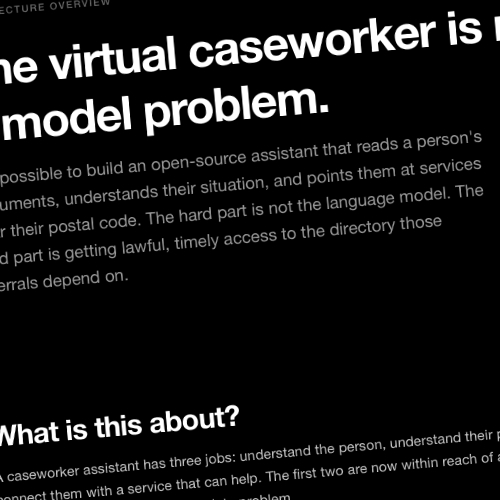 ECTURE OVERVIEW
ne virtual caseworker is
model problem.
possible to build an open-source assistant that reads a person's
uments, understands their situation, and points them at services
r their postal code. The hard part is not the language model. The
d part is getting lawful, timely access to the directory those
errals depend on.
What is this about?
A caseworker assistant has three jobs: understand the person, understand their
onnect them with a service that can help. The first two are now within reach of
problem